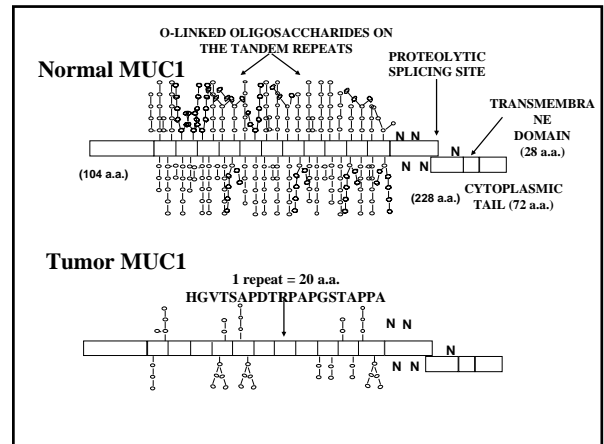 O-LINKED OLIGOSACCHARIDES ON
THE TANDEM REPEATS
Normal MUC1
PROTEOLYTIC
SPLICING SITE
TRANSMEMBRA
NE
DOMAIN
(28 a.a.)
N N
N
(104 a.a.)
N N
(228 a.a.)
CYTOPLASMIC
TAIL (72 a.a.)
Tumor MUC1
1 repeat = 20 a.a.
HGVTSAPDTRPAPGSTAPPA
N N
N
N N